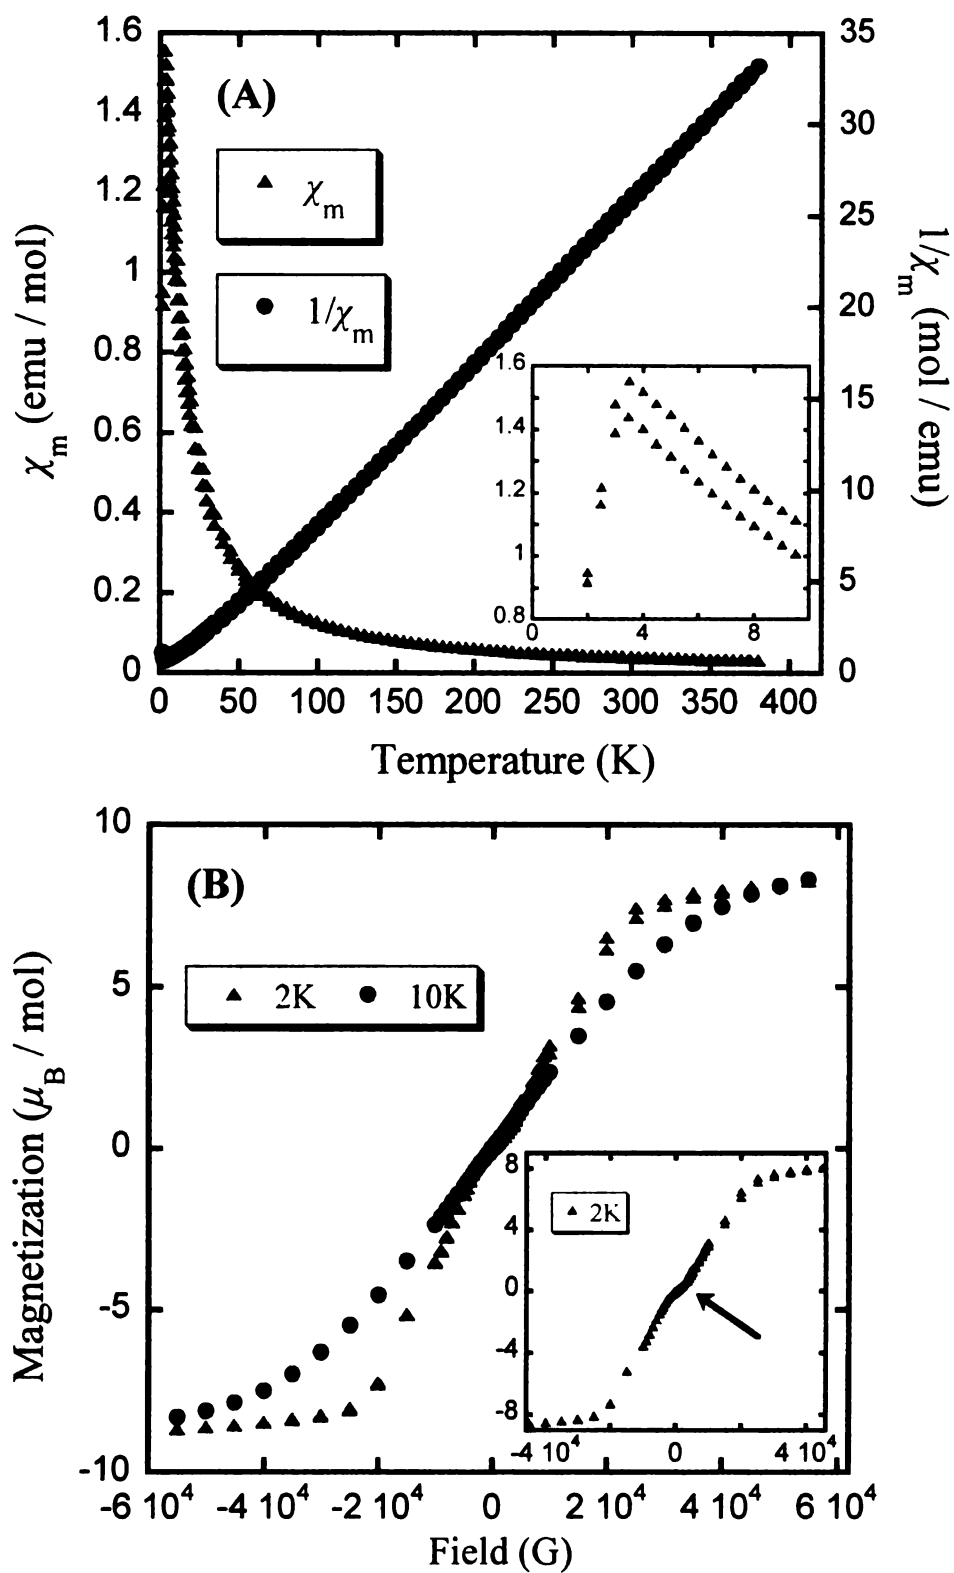 (A)
χm
1/χm
1.6
1.4
1.2
1
0.8
0.6
0.4
0.2
0
χm (emu / mol)
35
30
25
20
15
10
5
0
1/χm (mol / emu)
0 50 100 150 200 250 300 350 400
Temperature (K)
1.6
1.4
1.2
1
0.8
0 4 8
(B)
2K 10K
10
5
0
-5
-10
Magnetization (μB / mol)
-6 10^4 -4 10^4 -2 10^4 0 2 10^4 4 10^4 6 10^4
Field (G)
2K
8
4
0
-4
-8
-4 10^4 0 4 10^4